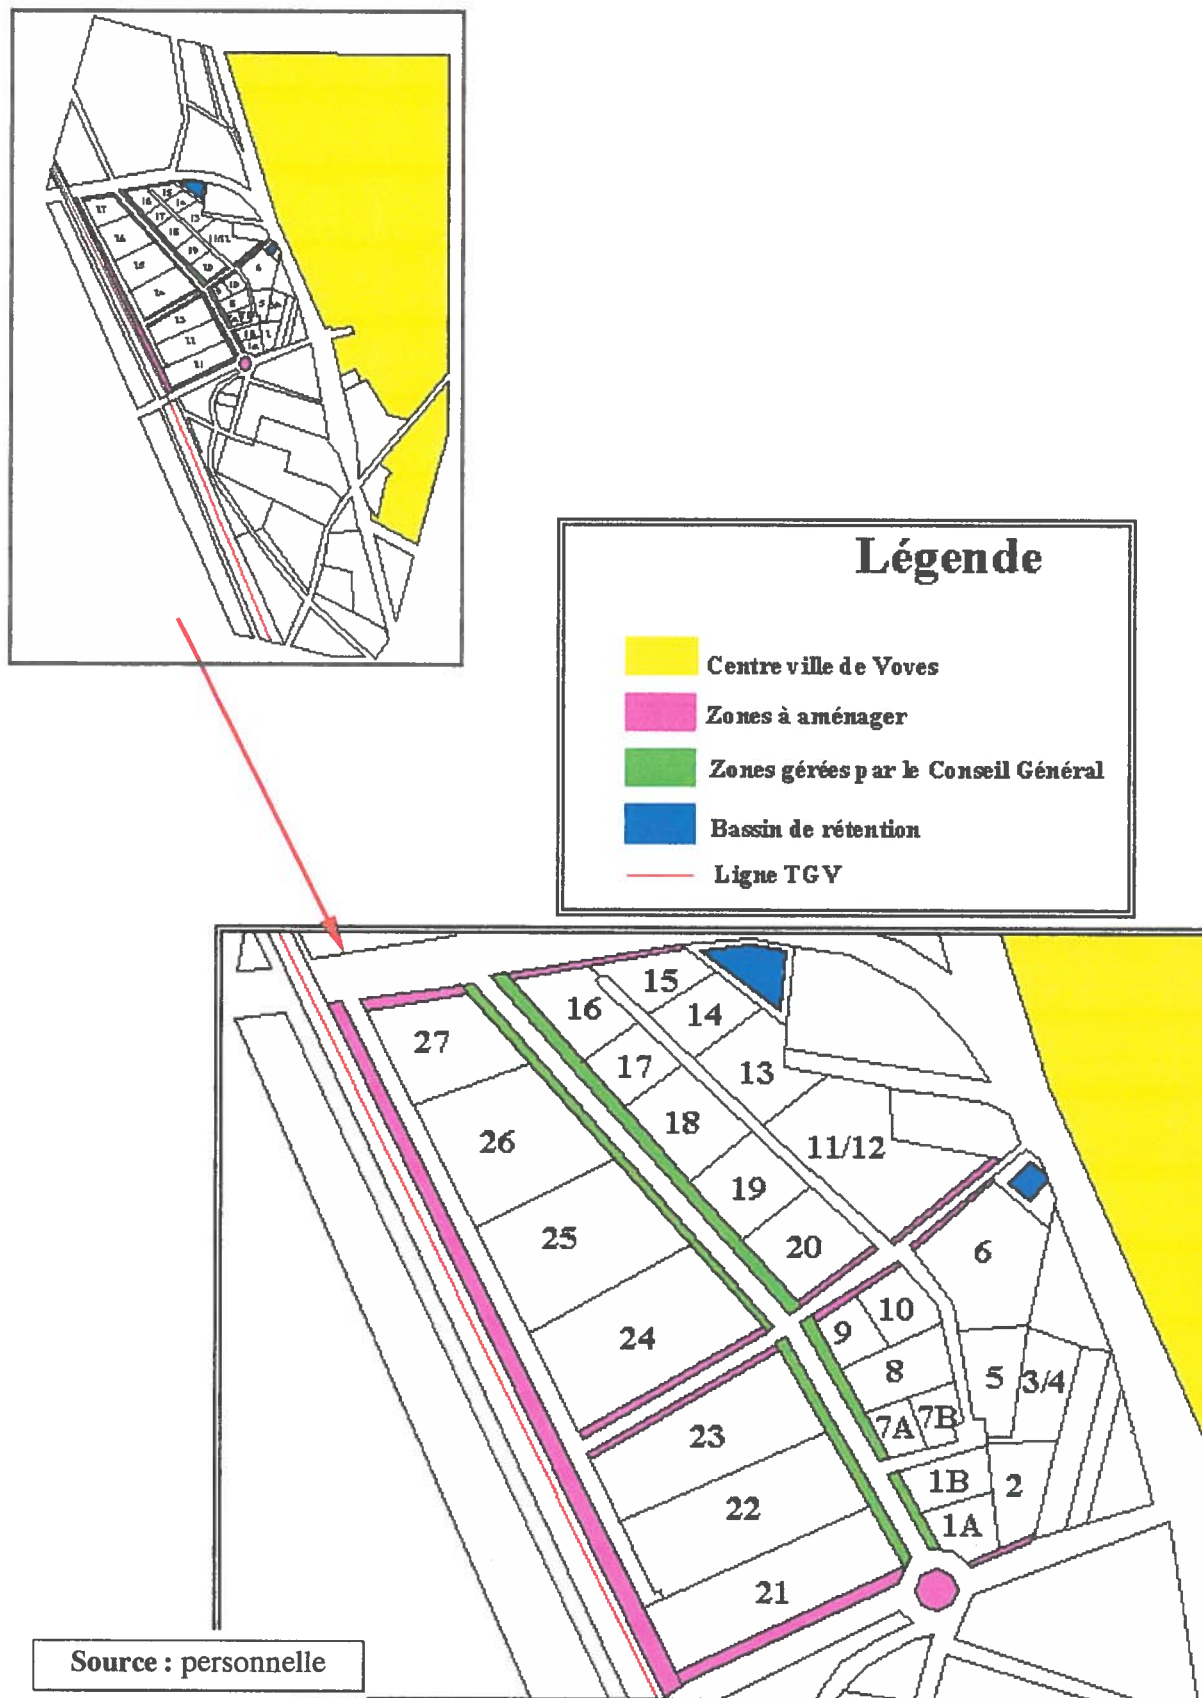 Légende
Centre ville de Voves
Zones à aménager
Zones gérées par le Conseil Général
Bassin de rétention
Ligne TGV
15
16
14
27
17
13
18
26
11/12
19
25
20
6
10
9
24
8
5
3/4
7A
7B
23
1B
2
22
1A
21
Source : personnelle